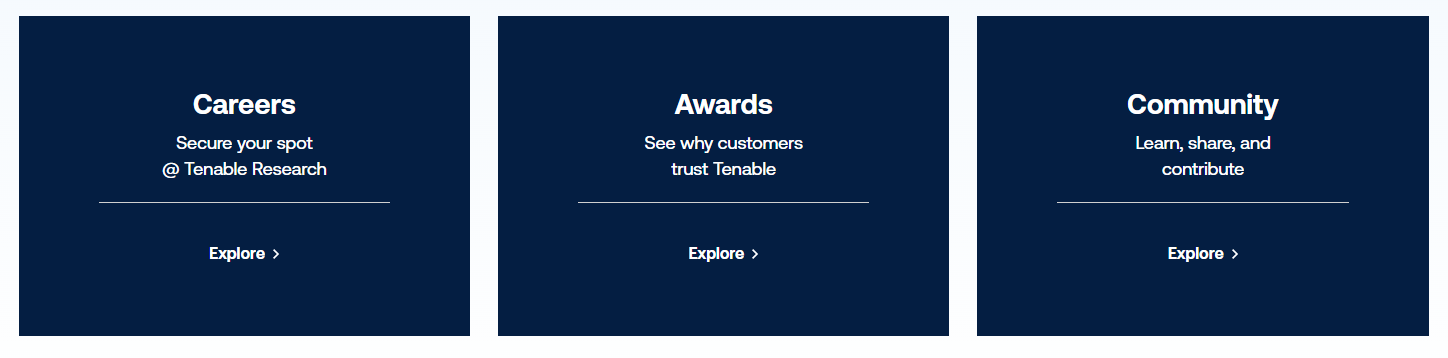 Careers
Secure your spot
@ Tenable Research
Explore >
Awards
See why customers
trust Tenable
Explore >
Community
Learn, share, and
contribute
Explore >